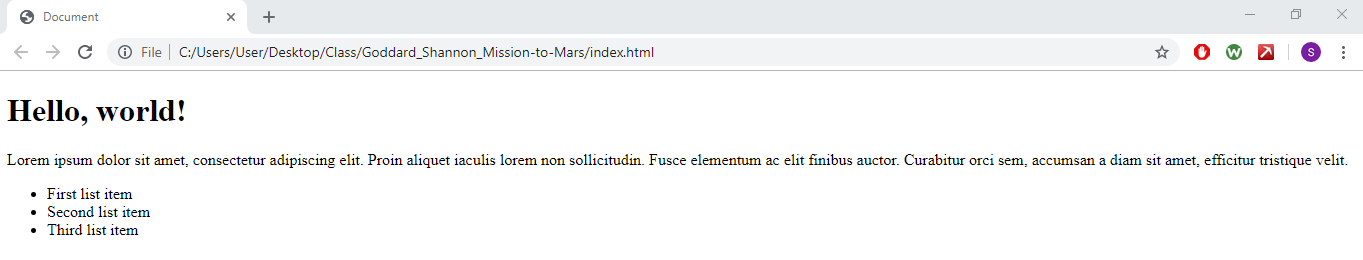 Document
File C:/Users/User/Desktop/Class/Goddard_Shannon_Mission-to-Mars/index.html
W
S
Hello, world!
Lorem ipsum dolor sit amet, consectetur adipiscing elit. Proin aliquet iaculis lorem non sollicitudin. Fusce elementum ac elit finibus auctor. Curabitur orci sem, accumsan a diam sit amet, efficitur tristique velit.
• First list item
• Second list item
• Third list item